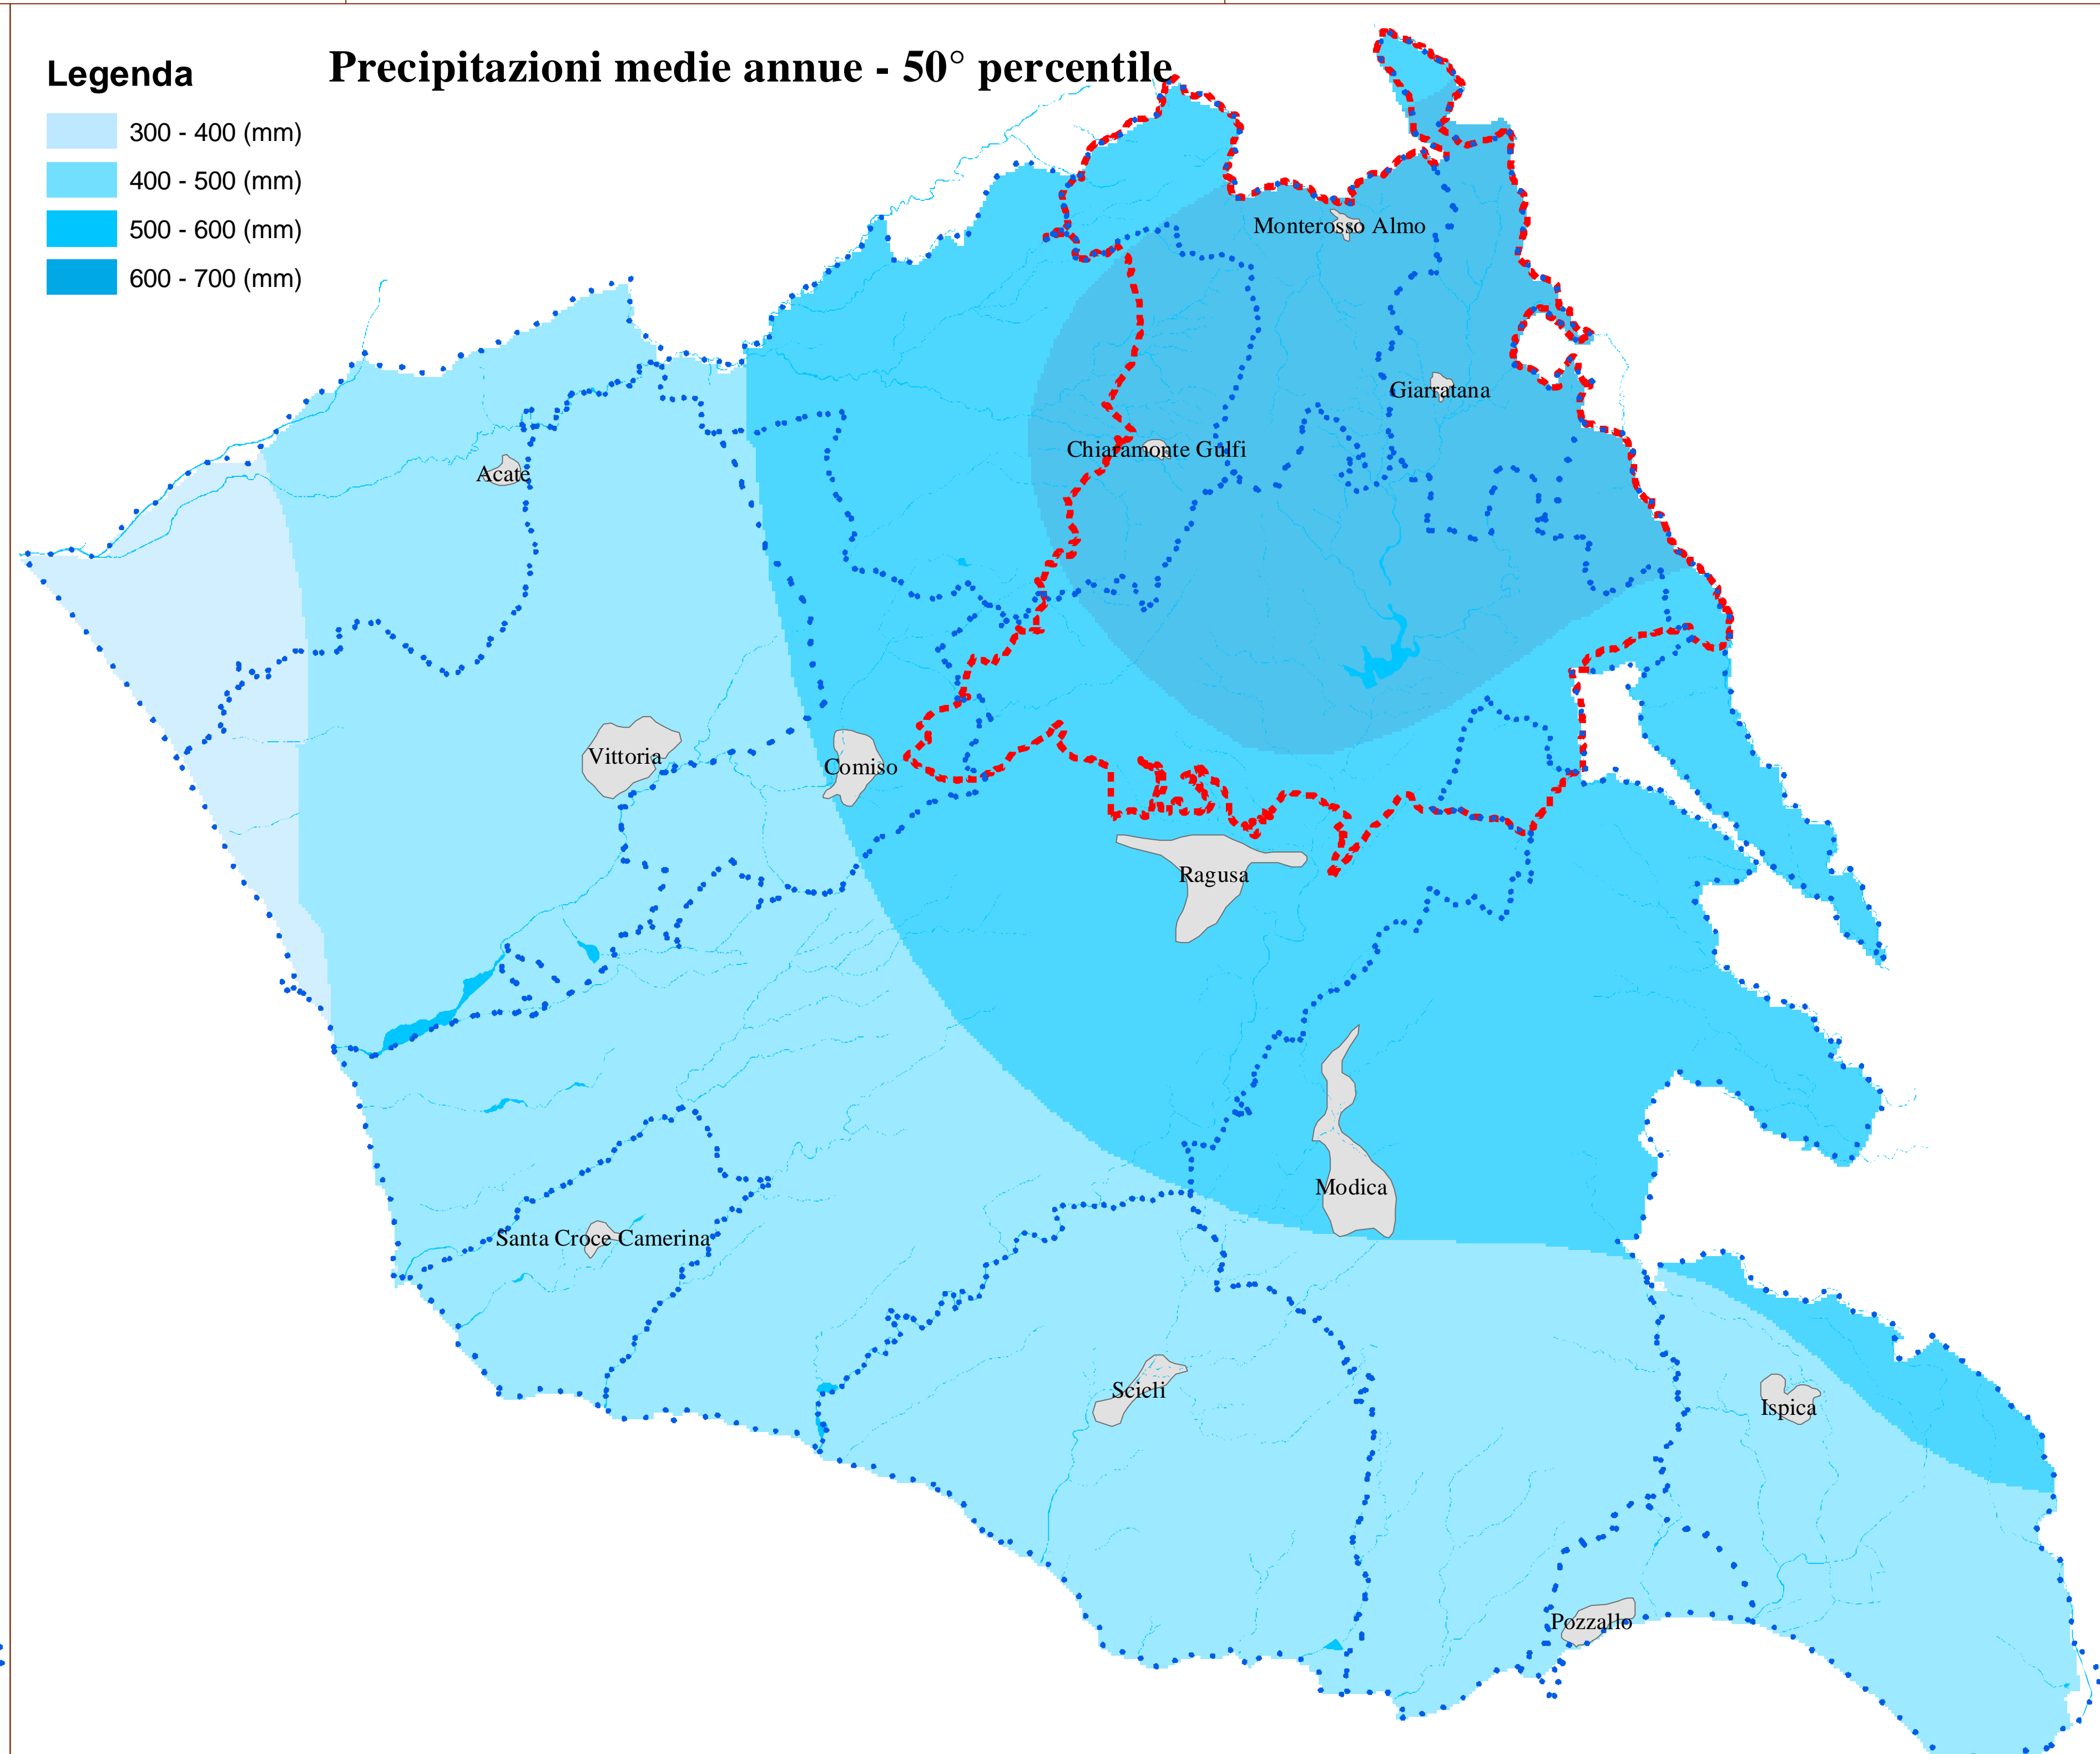 Precipitazioni medie annue - 50° percentile
Legenda
300 - 400 (mm)
400 - 500 (mm)
500 - 600 (mm)
600 - 700 (mm)
Monterosso Almo
Giarratana
Chiaramonte Gulfi
Acate
Vittoria
Comiso
Ragusa
Modica
Santa Croce Camerina
Scicli
Ispica
Pozzallo